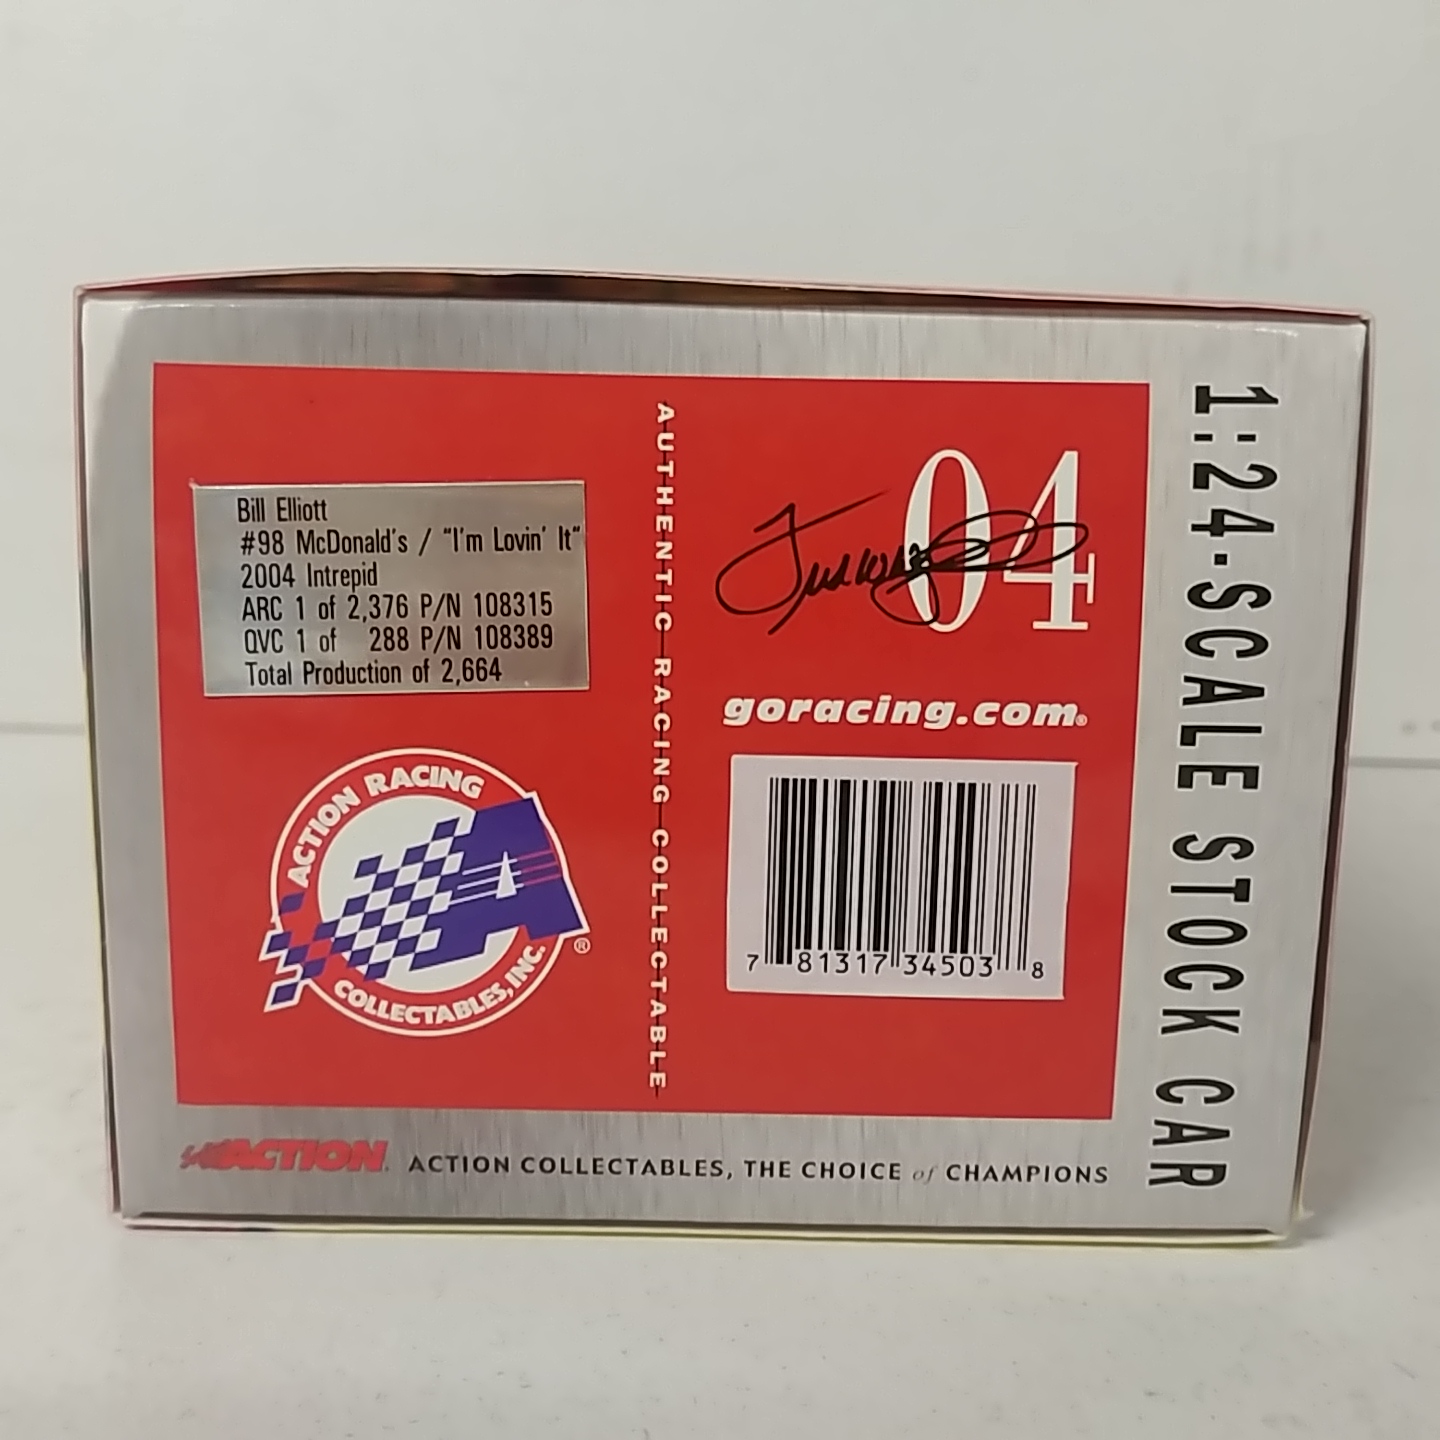 Bill Elliott
#98 McDonald's / "I'm Lovin' It"
2004 Intrepid
ARC 1 of 2,376 P/N 108315
QVC 1 of 288 P/N 108389
Total Production of 2,664
ACTION RACING
COLLECTABLES, INC.
®
AUTHENTIC RACING COLLECTABLE
04
goracing.com®
7 81317 34503 8
1:24-SCALE STOCK CAR
ACTION
ACTION COLLECTABLES, THE CHOICE of CHAMPIONS